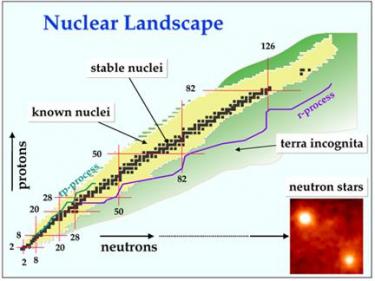 Nuclear Landscape
126
stable nuclei
82
known nuclei
r-process
terra incognita
protons
50
rp-process
82
neutron stars
28
20
50
8
2
28
20
2 8
neutrons